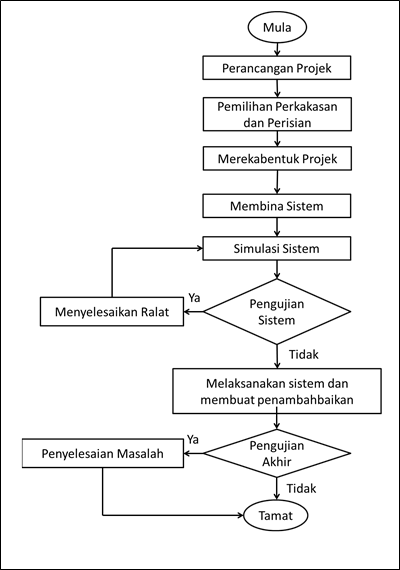 Mula
Perancangan Projek
Pemilihan Perkakasan
dan Perisian
Merekabentuk Projek
Membina Sistem
Simulasi Sistem
Pengujian
Sistem
Ya
Menyelesaikan Ralat
Tidak
Melaksanakan sistem dan
membuat penambahbaikan
Pengujian
Akhir
Ya
Penyelesaian Masalah
Tidak
Tamat